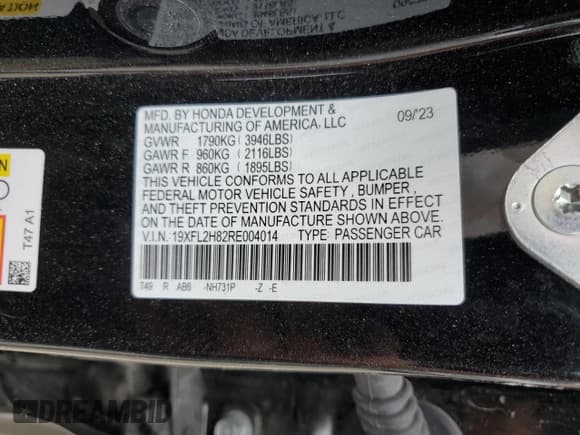 MFD. BY HONDA DEVELOPMENT &
MANUFACTURING OF AMERICA, LLC
09/'23
GVWR 1790KG ( 3946LBS)
GAWR F 960KG ( 2116LBS)
GAWR R 860KG ( 1895LBS)
THIS VEHICLE CONFORMS TO ALL APPLICABLE
FEDERAL MOTOR VEHICLE SAFETY , BUMPER ,
AND THEFT PREVENTION STANDARDS IN EFFECT
ON THE DATE OF MANUFACTURE SHOWN ABOVE.
V.I.N.:19XFL2H82RE004014 TYPE: PASSENGER CAR
T49 R AB6 -NH731P -Z -E
T47 A1
DREAMBID